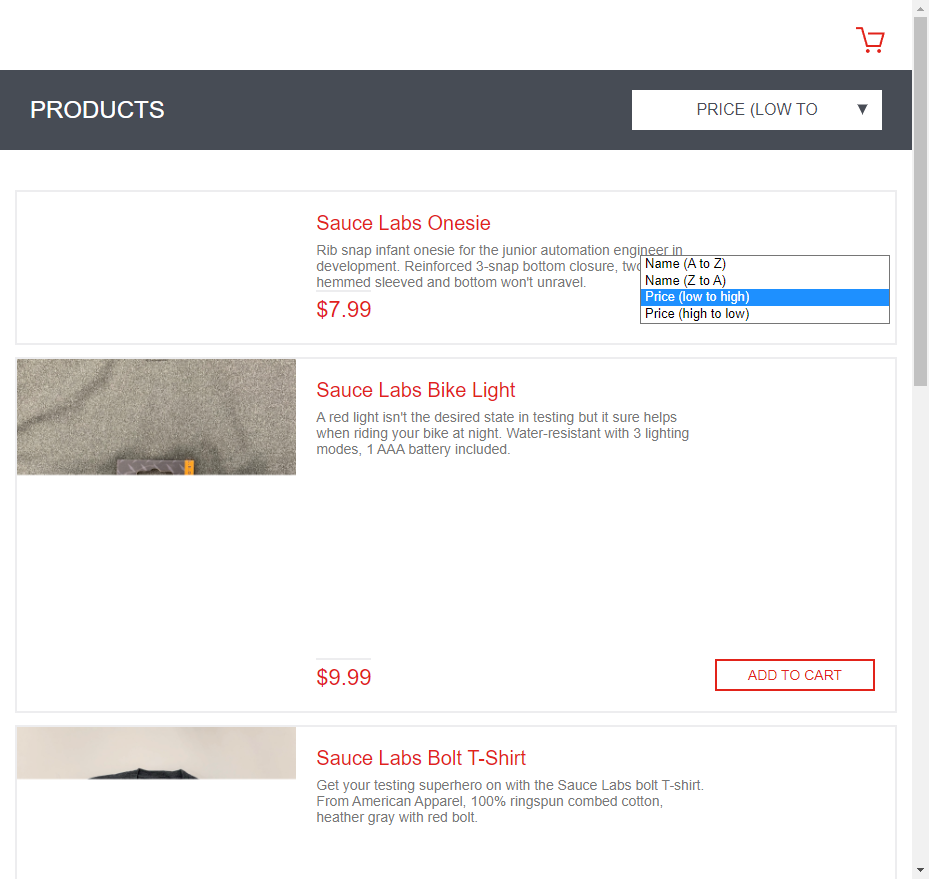 PRODUCTS
PRICE (LOW TO
Sauce Labs Onesie
Rib snap infant onesie for the junior automation engineer in
development. Reinforced 3-snap bottom closure, two
hemmed sleeved and bottom won't unravel.
$7.99
Name (A to Z)
Name (Z to A)
Price (low to high)
Price (high to low)
Sauce Labs Bike Light
A red light isn't the desired state in testing but it sure helps
when riding your bike at night. Water-resistant with 3 lighting
modes, 1 AAA battery included.
$9.99
ADD TO CART
Sauce Labs Bolt T-Shirt
Get your testing superhero on with the Sauce Labs bolt T-shirt.
From American Apparel, 100% ringspun combed cotton,
heather gray with red bolt.